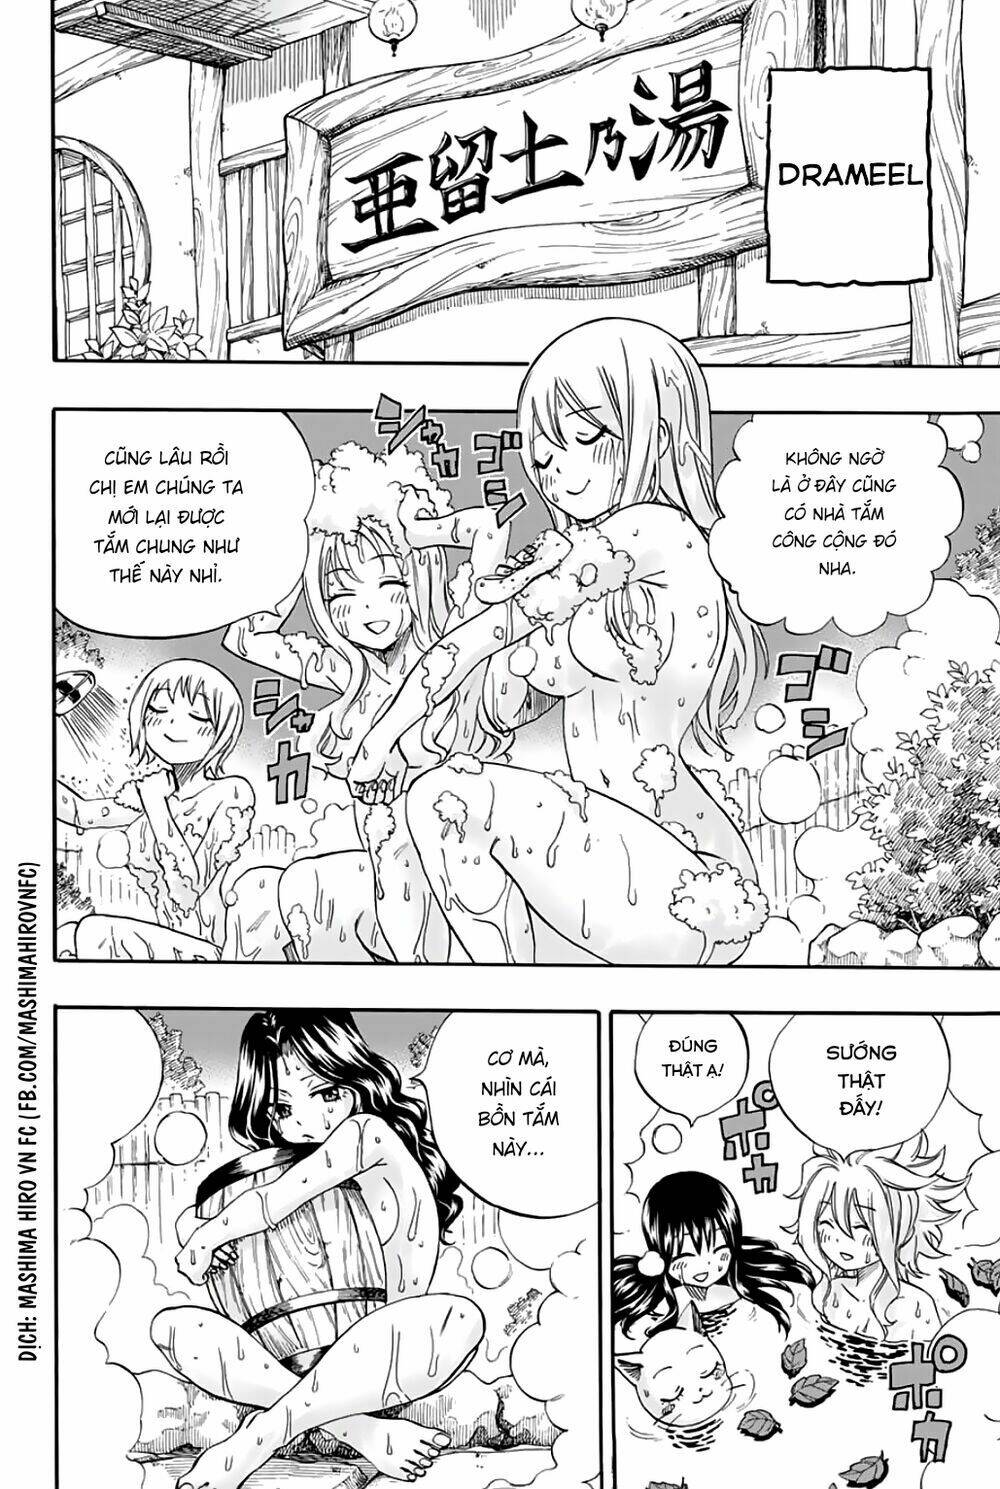 亜留土乃湯
DRAMEEL
KHÔNG NGỜ
LÀ Ở ĐÂY CŨNG
CÓ NHÀ TẮM
CÔNG CỘNG ĐÓ
NHA.
CŨNG LÂU RỒI
CHỊ EM CHÚNG TA
MỚI LẠI ĐƯỢC
TẮM CHUNG NHƯ
THẾ NÀY NHỈ.
シャカ
ゴゴ
シャカ
ゴシ
CƠ MÀ,
NHÌN CÁI
BỒN TẮM
NÀY...
ĐÚNG
THẬT Ạ!
SƯỚNG
THẬT
ĐẤY!
ポカ
ポカ
DỊCH: MASHIMA HIRO VN FC (FB.COM/MASHIMAHIROVNFC)